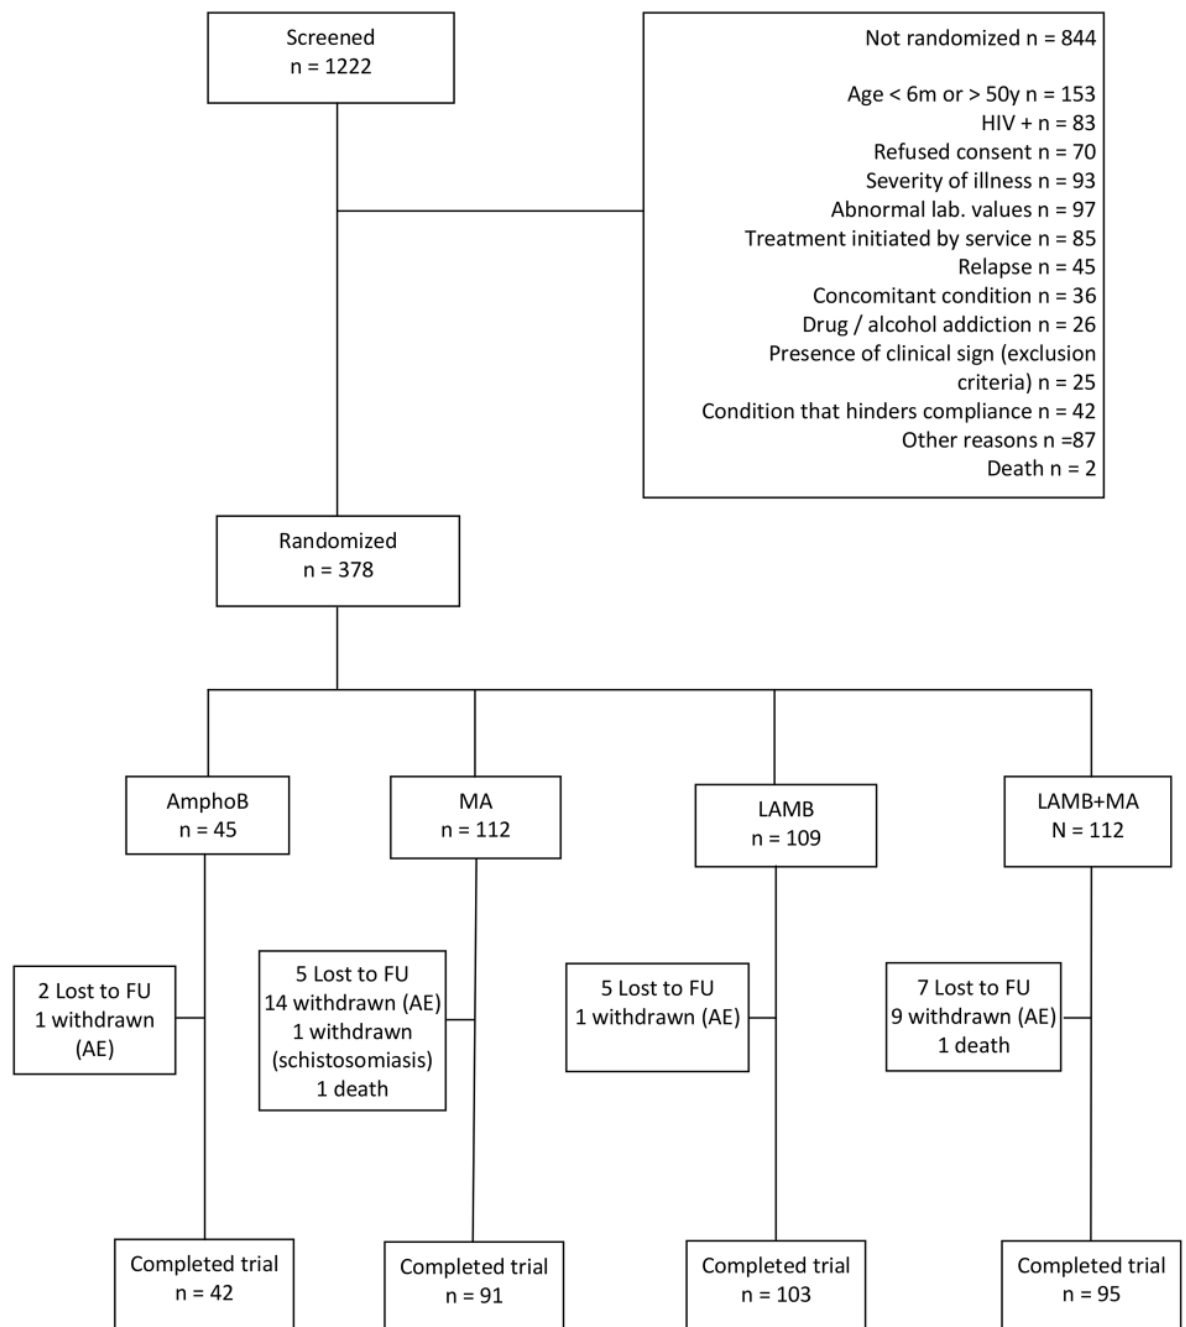 Screened
n = 1222
Not randomized n = 844
Age < 6m or > 50y n = 153
HIV + n = 83
Refused consent n = 70
Severity of illness n = 93
Abnormal lab. values n = 97
Treatment initiated by service n = 85
Relapse n = 45
Concomitant condition n = 36
Drug / alcohol addiction n = 26
Presence of clinical sign (exclusion
criteria) n = 25
Condition that hinders compliance n = 42
Other reasons n =87
Death n = 2
Randomized
n = 378
AmphoB
n = 45
MA
n = 112
LAMB
n = 109
LAMB+MA
N = 112
2 Lost to FU
1 withdrawn
(AE)
5 Lost to FU
14 withdrawn (AE)
1 withdrawn
(schistosomiasis)
1 death
5 Lost to FU
1 withdrawn (AE)
7 Lost to FU
9 withdrawn (AE)
1 death
Completed trial
n = 42
Completed trial
n = 91
Completed trial
n = 103
Completed trial
n = 95